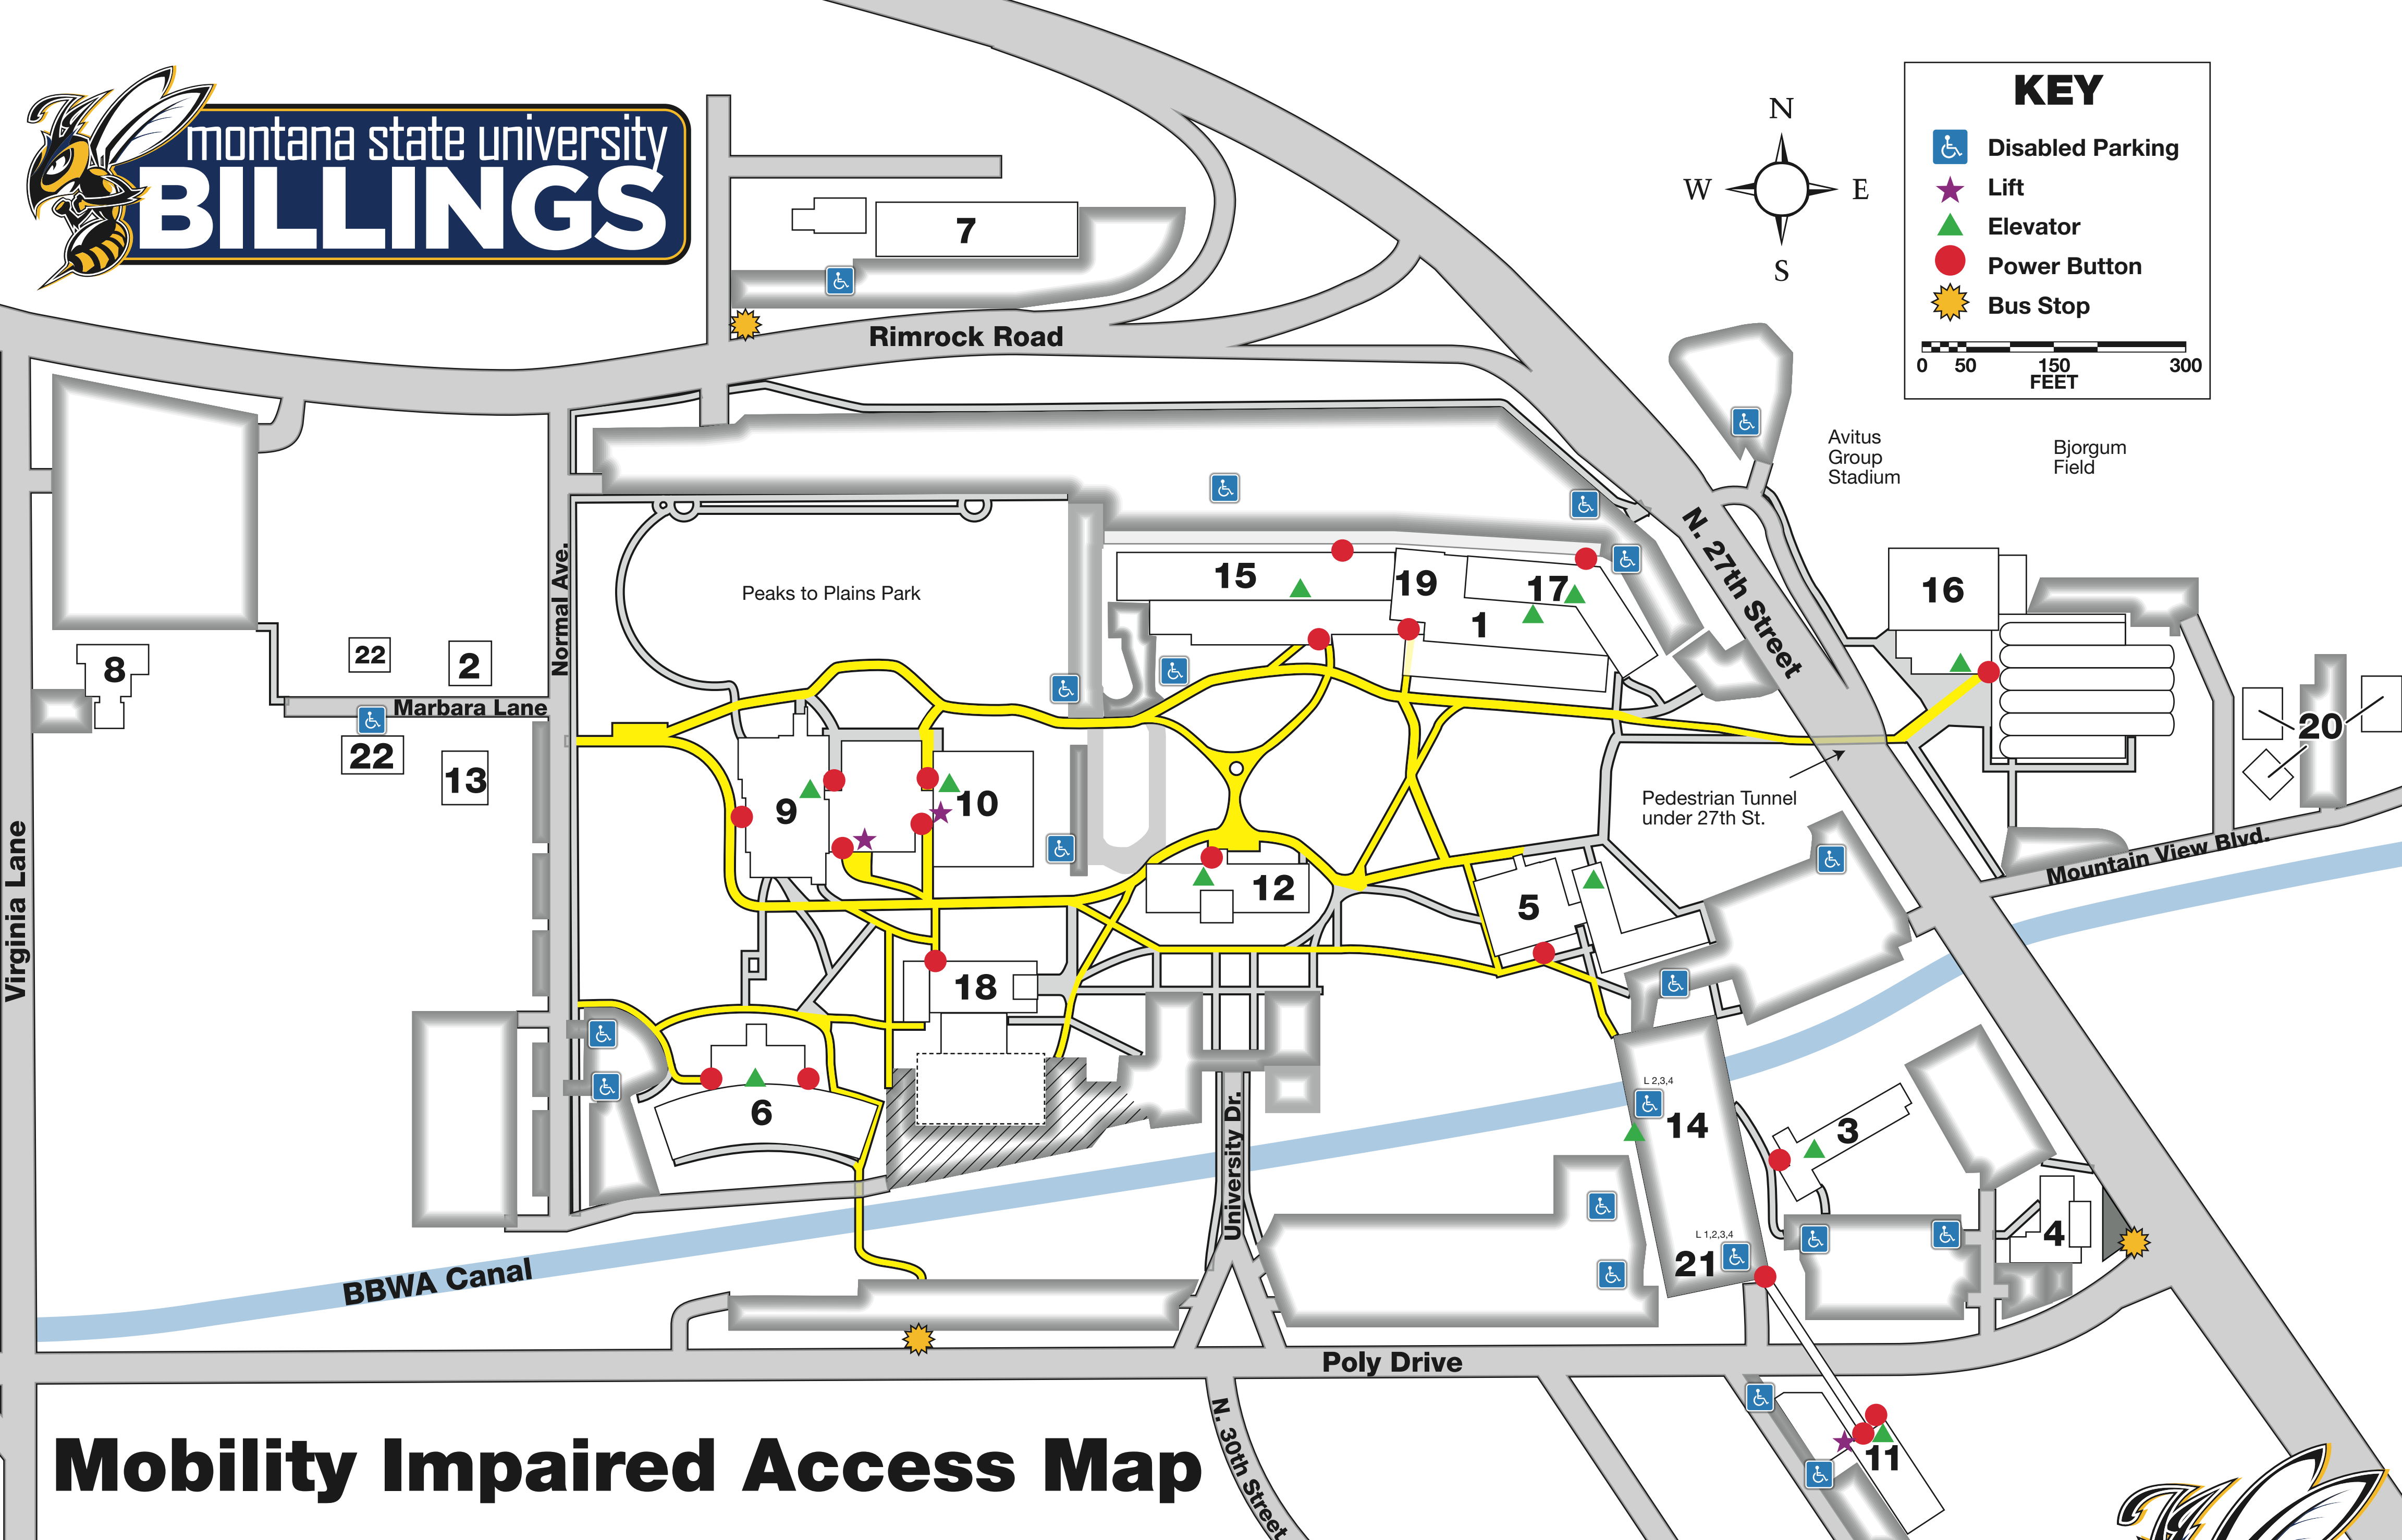 montana state university
BILLINGS
N
W
E
S
KEY
Disabled Parking
Lift
Elevator
Power Button
Bus Stop
0 50 150 300
FEET
7
Rimrock Road
Avitus
Group
Stadium
Bjorgum
Field
N. 27th Street
Normal Ave.
Peaks to Plains Park
15
19
17
1
16
8
22
2
Marbara Lane
22
13
20
9
10
Pedestrian Tunnel
under 27th St.
Mountain View Blvd.
Virginia Lane
12
5
18
6
L 2,3,4
14
3
University Dr.
L 1,2,3,4
21
4
BBWA Canal
Poly Drive
N. 30th Street
11
Mobility Impaired Access Map